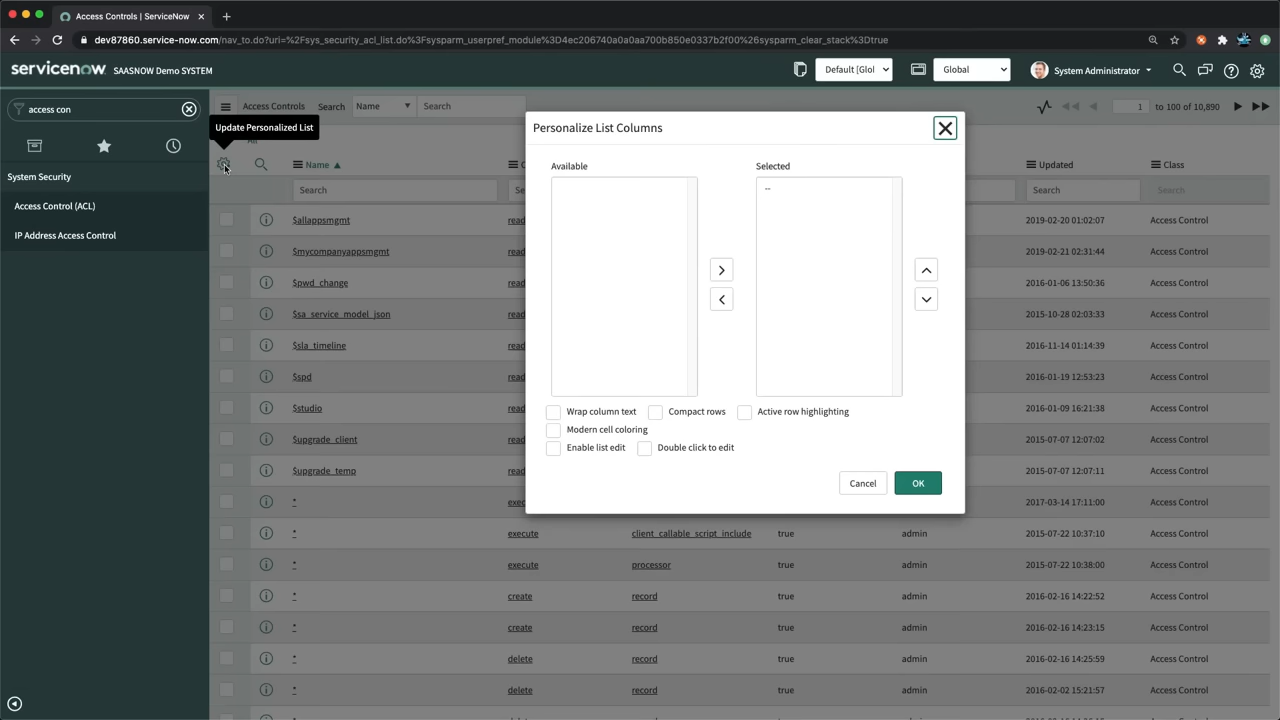 Access Controls | ServiceNow
dev87860.service-now.com/nav_to.do?uri=%2Fsys_security_acl_list.do%3Fsysparm_userpref_module%3D4ec206740a0a0aa700b850e0337b2f00%26sysparm_clear_stack%3Dtrue
servicenow SAASNOW Demo SYSTEM Default [Glol Global System Administrator
access con
Access Controls Search Name Search 1 to 100 of 10,890
Update Personalized List
All
System Security
Access Control (ACL)
IP Address Access Control
Name Updated Class
Search Search Search
$allappsmgmt read 2019-02-20 01:02:07 Access Control
$mycompanyappsmgmt read 2019-02-21 02:31:44 Access Control
$pwd_change read 2016-01-06 13:50:36 Access Control
$sa_service_model_json read 2015-10-28 02:03:33 Access Control
$sla_timeline read 2016-11-14 01:14:39 Access Control
$spd read 2016-01-19 12:53:23 Access Control
$studio read 2016-01-09 16:21:38 Access Control
$upgrade_client read 2015-07-07 12:07:02 Access Control
$upgrade_temp read 2015-07-07 12:07:11 Access Control
* exec 2017-03-14 17:11:00 Access Control
* execute client_callable_script_include true admin 2015-07-22 10:37:10 Access Control
* execute processor true admin 2015-07-22 10:38:00 Access Control
* create record true admin 2016-02-16 14:22:52 Access Control
* create record true admin 2016-02-16 14:23:15 Access Control
* delete record true admin 2016-02-16 14:25:59 Access Control
* delete record true admin 2016-02-02 15:21:57 Access Control
Personalize List Columns
Available Selected
--
Wrap column text Compact rows Active row highlighting
Modern cell coloring
Enable list edit Double click to edit
Cancel OK